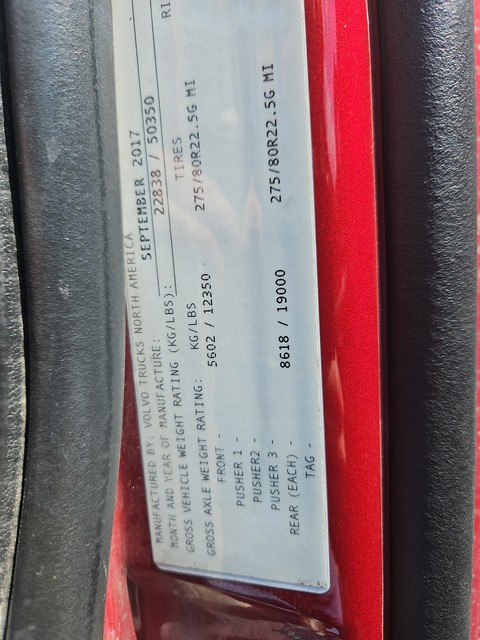 MANUFACTURED BY: VOLVO TRUCKS NORTH AMERICA
MONTH AND YEAR OF MANUFACTURE: SEPTEMBER 2017
GROSS VEHICLE WEIGHT RATING (KG/LBS): 22838 / 50350
GROSS AXLE WEIGHT RATING: KG/LBS TIRES RI
FRONT - 5602 / 12350 275/80R22.5G MI
PUSHER 1 -
PUSHER2 -
PUSHER 3 -
REAR (EACH) - 8618 / 19000 275/80R22.5G MI
TAG -